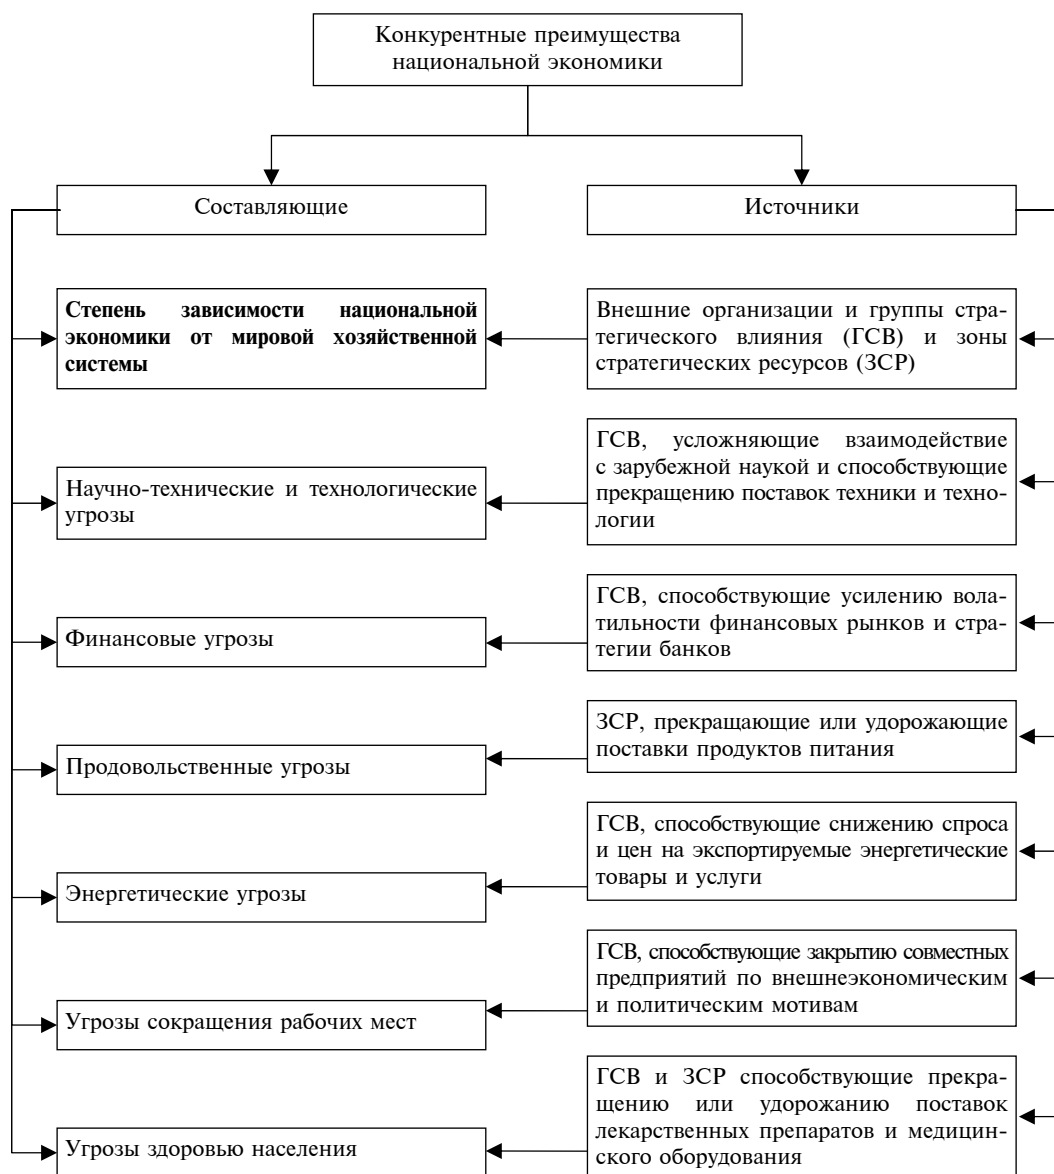 Конкурентные преимущества
национальной экономики
Составляющие
Источники
Степень зависимости национальной
экономики от мировой хозяйственной
системы
Внешние организации и группы стра-
тегического влияния (ГСВ) и зоны
стратегических ресурсов (ЗСР)
Научно-технические и технологические
угрозы
ГСВ, усложняющие взаимодействие
с зарубежной наукой и способствующие
прекращению поставок техники и техно-
логии
Финансовые угрозы
ГСВ, способствующие усилению вола-
тильности финансовых рынков и стра-
тегии банков
Продовольственные угрозы
ЗСР, прекращающие или удорожающие
поставки продуктов питания
Энергетические угрозы
ГСВ, способствующие снижению спроса
и цен на экспортируемые энергетические
товары и услуги
Угрозы сокращения рабочих мест
ГСВ, способствующие закрытию совместных
предприятий по внешнеэкономическим
и политическим мотивам
Угрозы здоровью населения
ГСВ и ЗСР способствующие прекра-
щению или удорожанию поставок
лекарственных препаратов и медицин-
ского оборудования